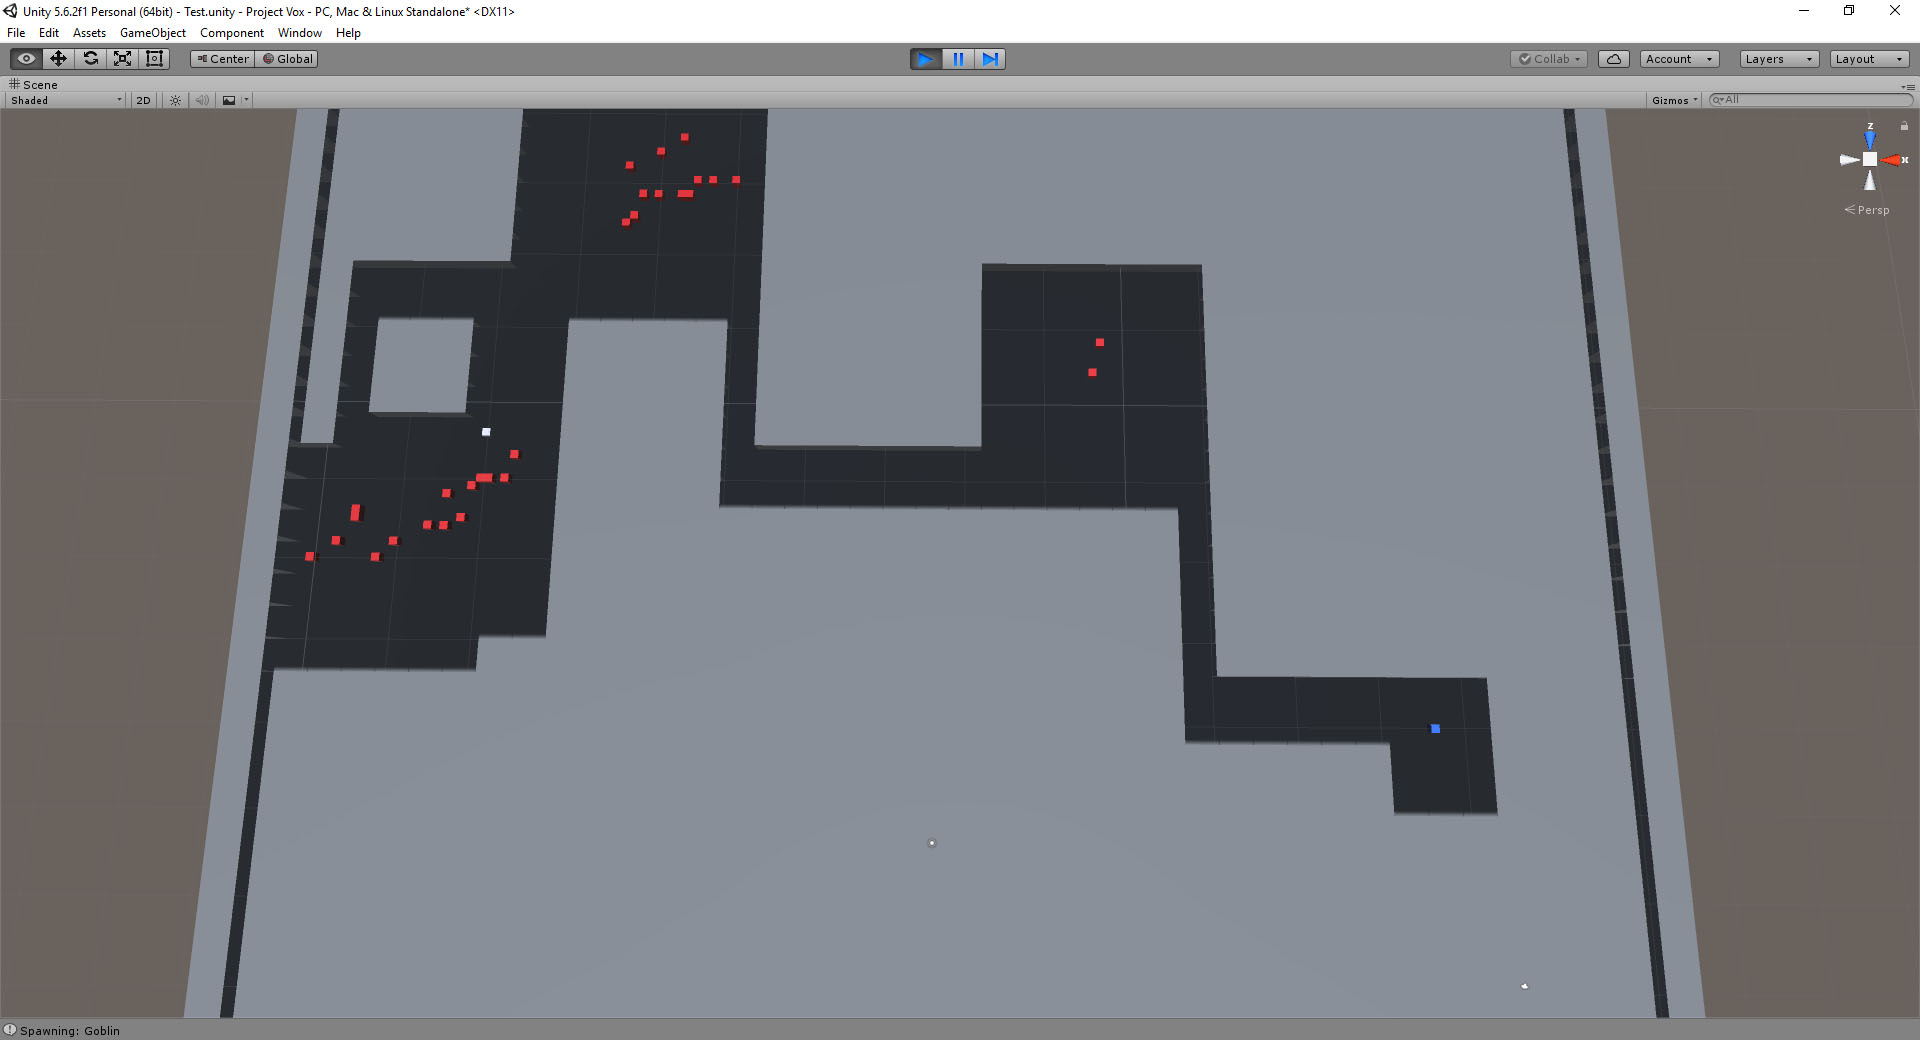 Unity 5.6.2f1 Personal (64bit) - Test.unity - Project Vox - PC, Mac & Linux Standalone* <DX11>
File Edit Assets GameObject Component Window Help
Center Global Collab Account Layers Layout
Scene
Shaded 2D Gizmos All
z
x
Persp
Spawning: Goblin